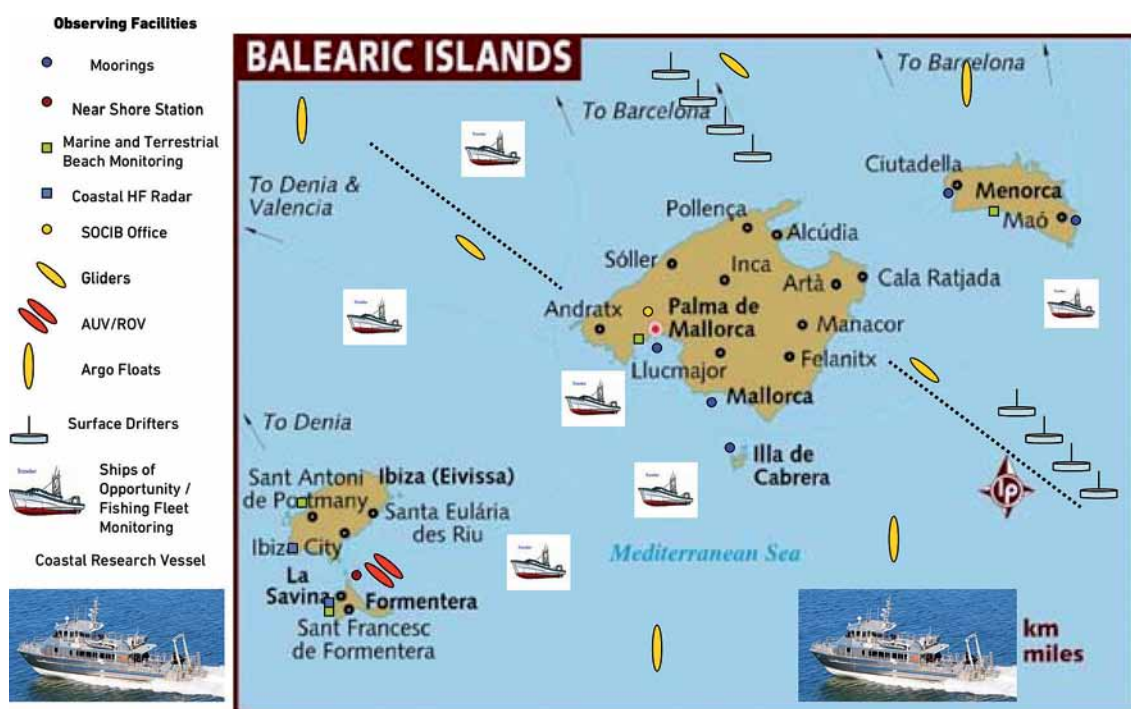 Observing Facilities
Moorings
Near Shore Station
Marine and Terrestrial
Beach Monitoring
Coastal HF Radar
SOCIB Office
Gliders
AUV/ROV
Argo Floats
Surface Drifters
Ships of
Opportunity /
Fishing Fleet
Monitoring
Coastal Research Vessel
BALEARIC ISLANDS
To Barcelona
To Barcelona
To Denia &
Valencia
To Denia
Ciutadella
Menorca
Maó
Pollença
Alcúdia
Sóller
Inca
Artà
Cala Ratjada
Andratx
Palma de
Mallorca
Manacor
Llucmajor
Felanitx
Mallorca
Illa de
Cabrera
Sant Antoni
de Portmany
Ibiza (Eivissa)
Santa Eulária
des Riu
Ibiza City
La
Savina
Formentera
Sant Francesc
de Formentera
Mediterranean Sea
lp
km
miles